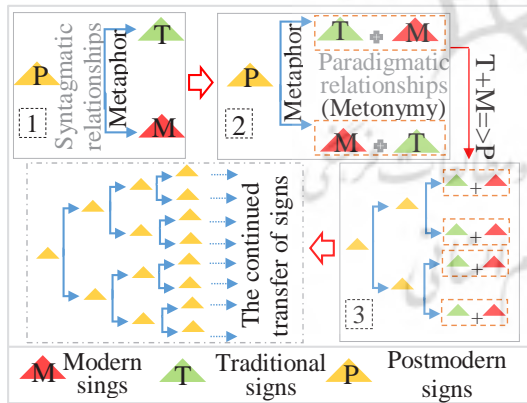 P
Syntagmatic
relationships
Metaphor
T
M
1
P
Metaphor
T + M
Paradigmatic
relationships
(Metonymy)
M + T
2
T+M=>P
+
+
+
+
3
The continued
transfer of signs
M Modern
sings
T Traditional
signs
P Postmodern
signs